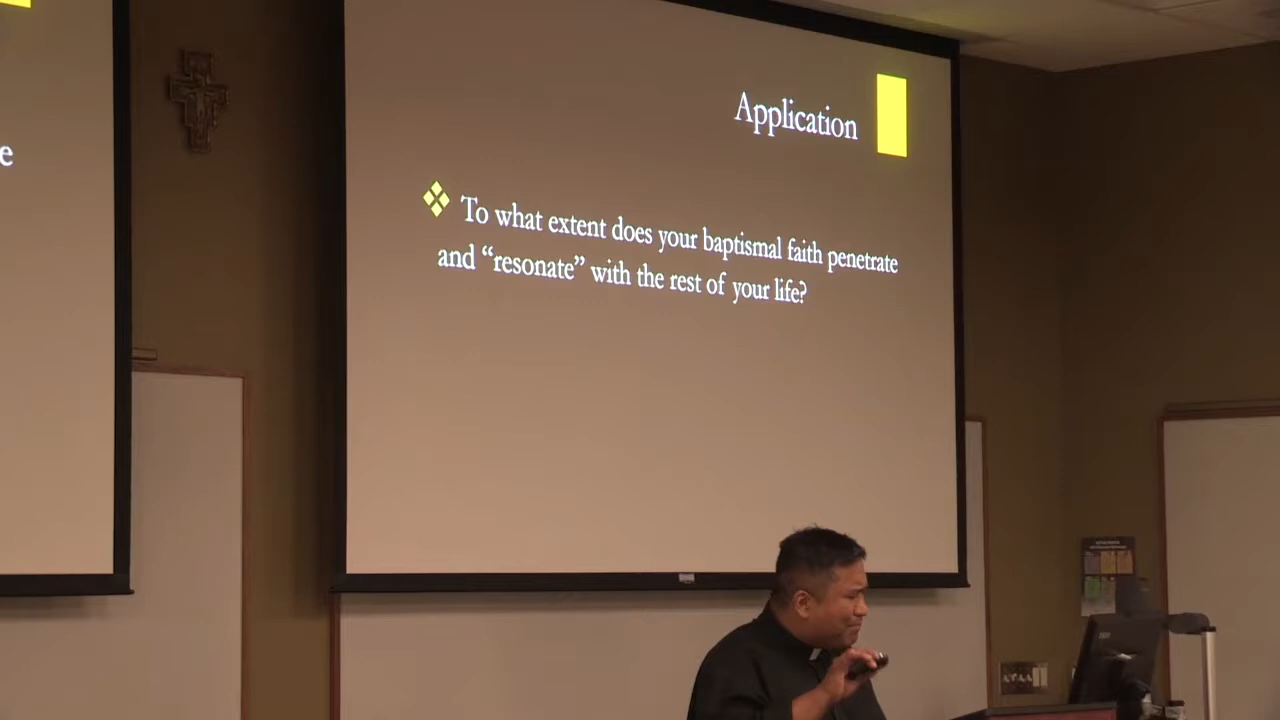 e
Application
To what extent does your baptismal faith penetrate
and “resonate” with the rest of your life?